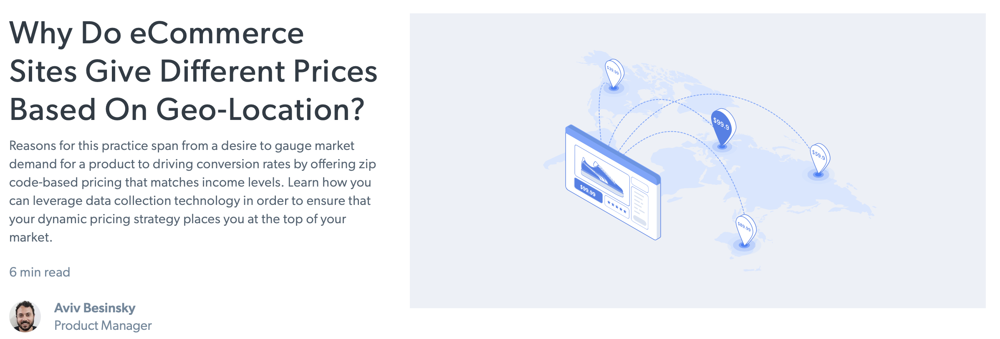 Why Do eCommerce
Sites Give Different Prices
Based On Geo-Location?
Reasons for this practice span from a desire to gauge market
demand for a product to driving conversion rates by offering zip
code-based pricing that matches income levels. Learn how you
can leverage data collection technology in order to ensure that
your dynamic pricing strategy places you at the top of your
market.
6 min read
Aviv Besinsky
Product Manager
$39.99
$99.9
$59.9
$99.99
$89.99